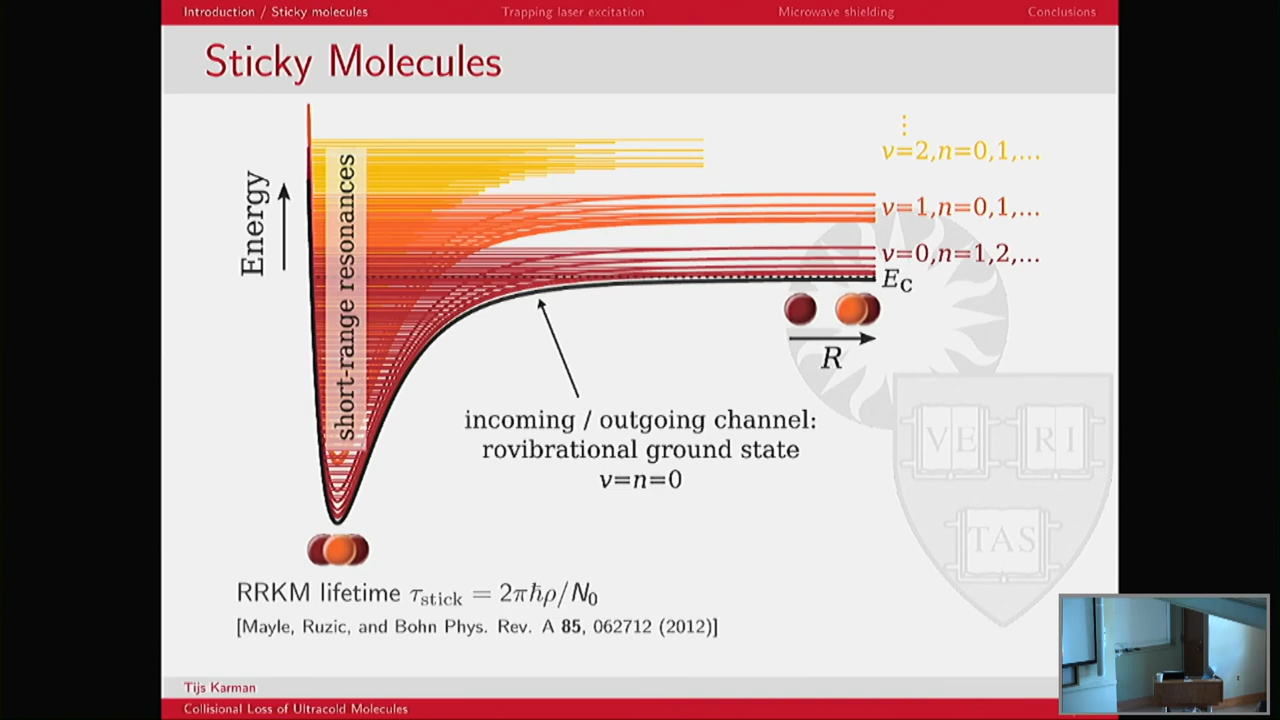 Introduction / Sticky molecules
Trapping laser excitation
Microwave shielding
Conclusions
Sticky Molecules
Energy
short-range resonances
⋮
v=2,n=0,1,...
v=1,n=0,1,...
v=0,n=1,2,...
E_C
R
incoming / outgoing channel:
rovibrational ground state
v=n=0
VE RI
TAS
RRKM lifetime τ_stick = 2πħρ/N₀
[Mayle, Ruzic, and Bohn Phys. Rev. A 85, 062712 (2012)]
Tijs Karman
Collisional Loss of Ultracold Molecules